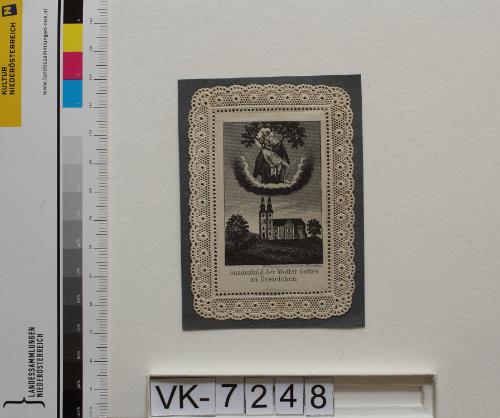 KULTUR
NIEDERÖSTERREICH
www.landessammlungen-noe.at
Gnadenbild der Mutter Gottes
zu Dreieichen.
LANDESSAMMLUNGEN
NIEDERÖSTERREICH
VK-7248